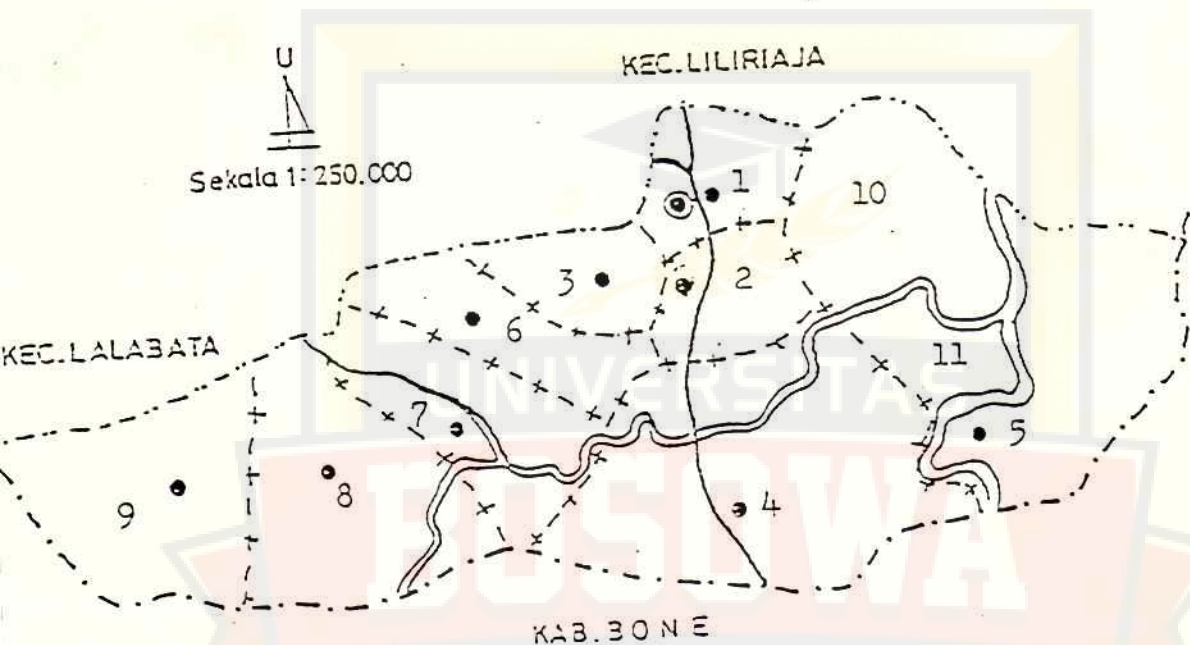 U
KEC.LILIRIAJA
Sekala 1:250.000
1
10
3
2
6
KEC.LALABATA
11
UNIVERSITAS
7
5
8
9
4
BOSOWA
KAB.BONE